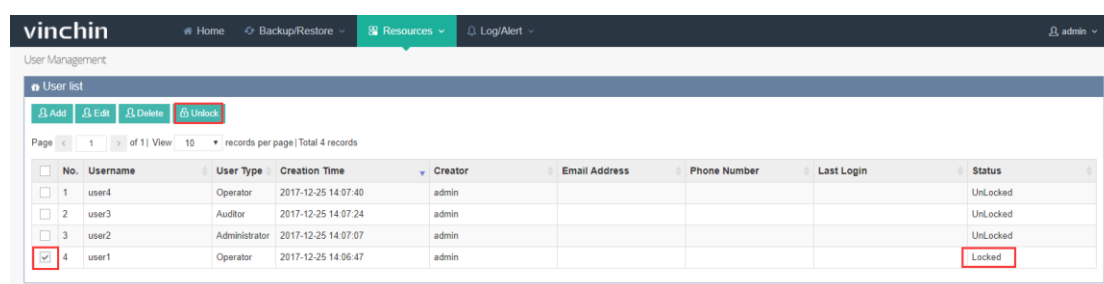 vinchin Home Backup/Restore Resources Log/Alert admin
User Management
User list
Add Edit Delete Unlock
Page < 1 > of 1| View 10 records per page|Total 4 records
No. Username User Type Creation Time Creator Email Address Phone Number Last Login Status
1 user4 Operator 2017-12-25 14:07:40 admin UnLocked
2 user3 Auditor 2017-12-25 14:07:24 admin UnLocked
3 user2 Administrator 2017-12-25 14:07:07 admin UnLocked
4 user1 Operator 2017-12-25 14:06:47 admin Locked